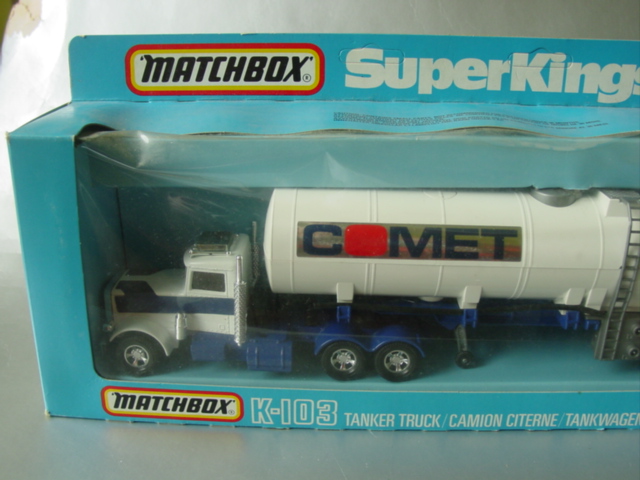 MATCHBOX®
SuperKings
COMET
MATCHBOX®
K-103 TANKER TRUCK/CAMION CITERNE/TANKWAGEN